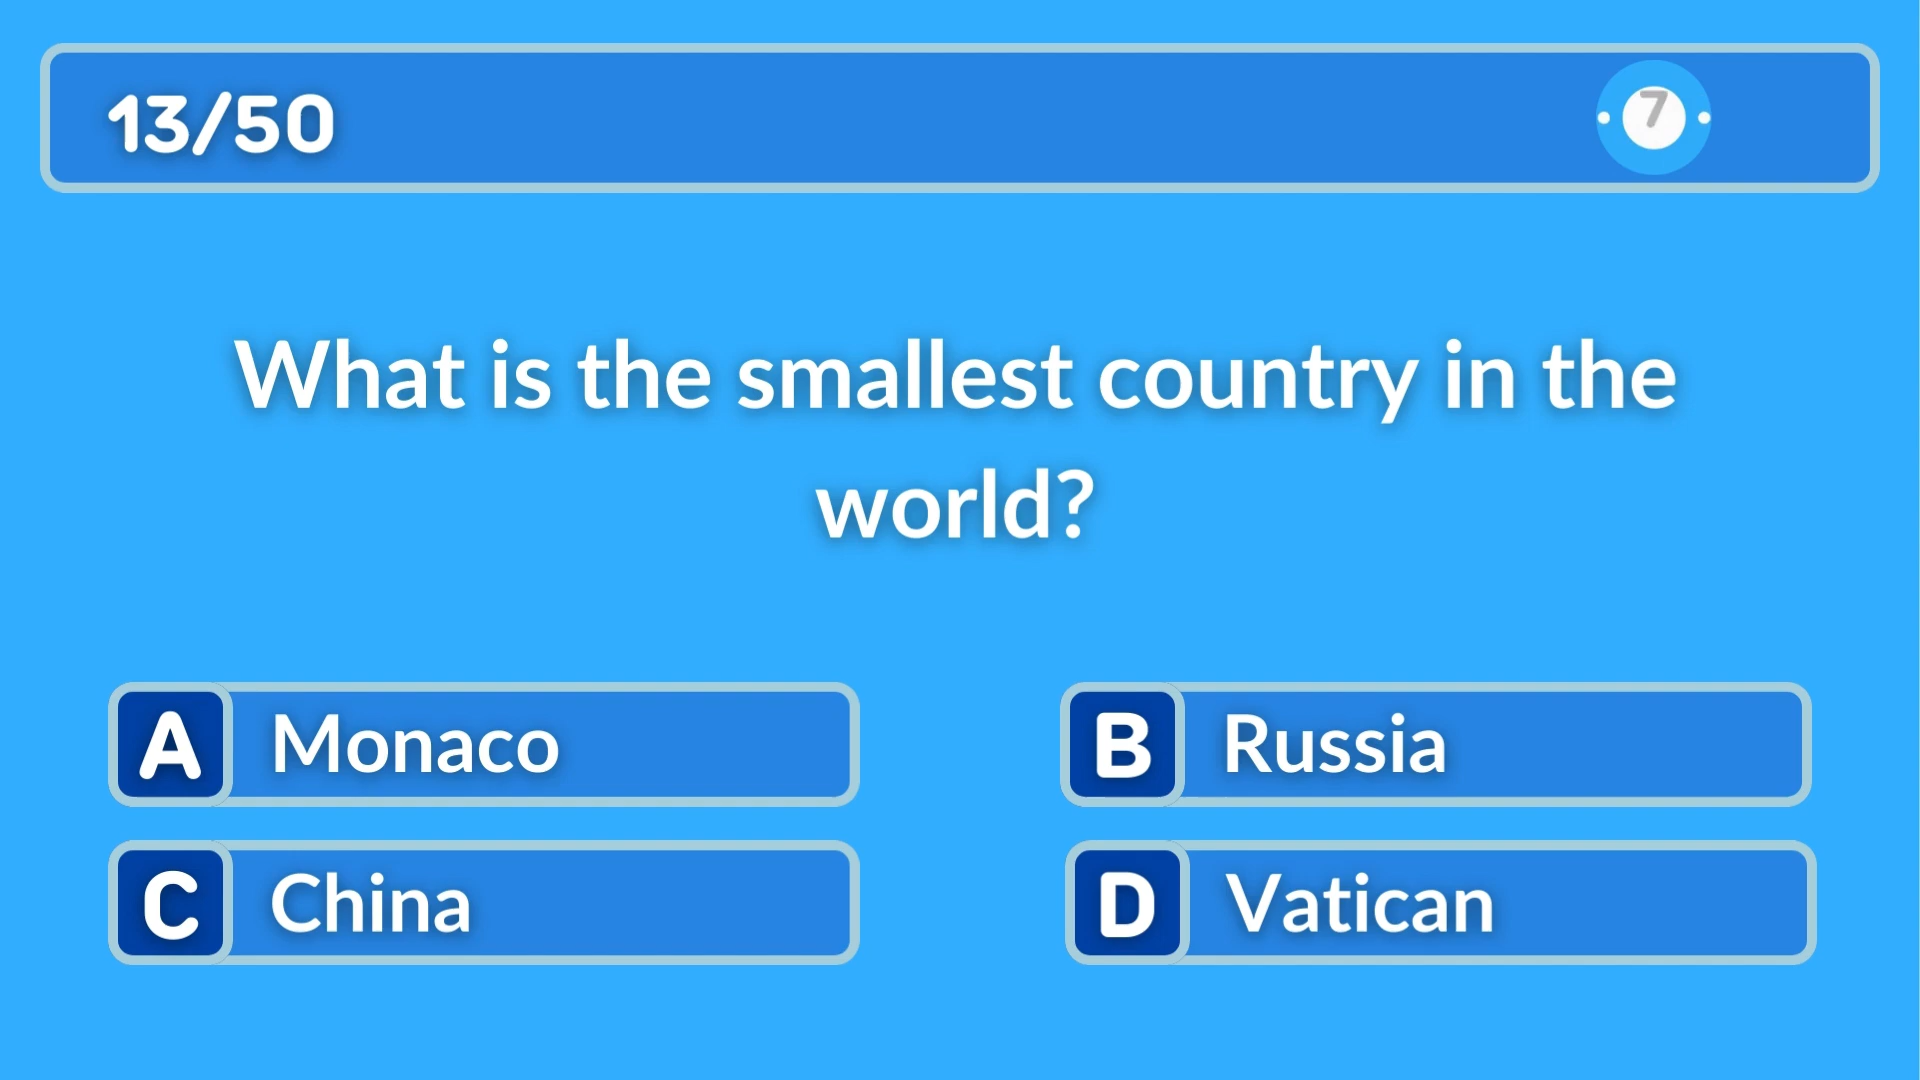 13/50
7
What is the smallest country in the
world?
A Monaco
B Russia
C China
D Vatican